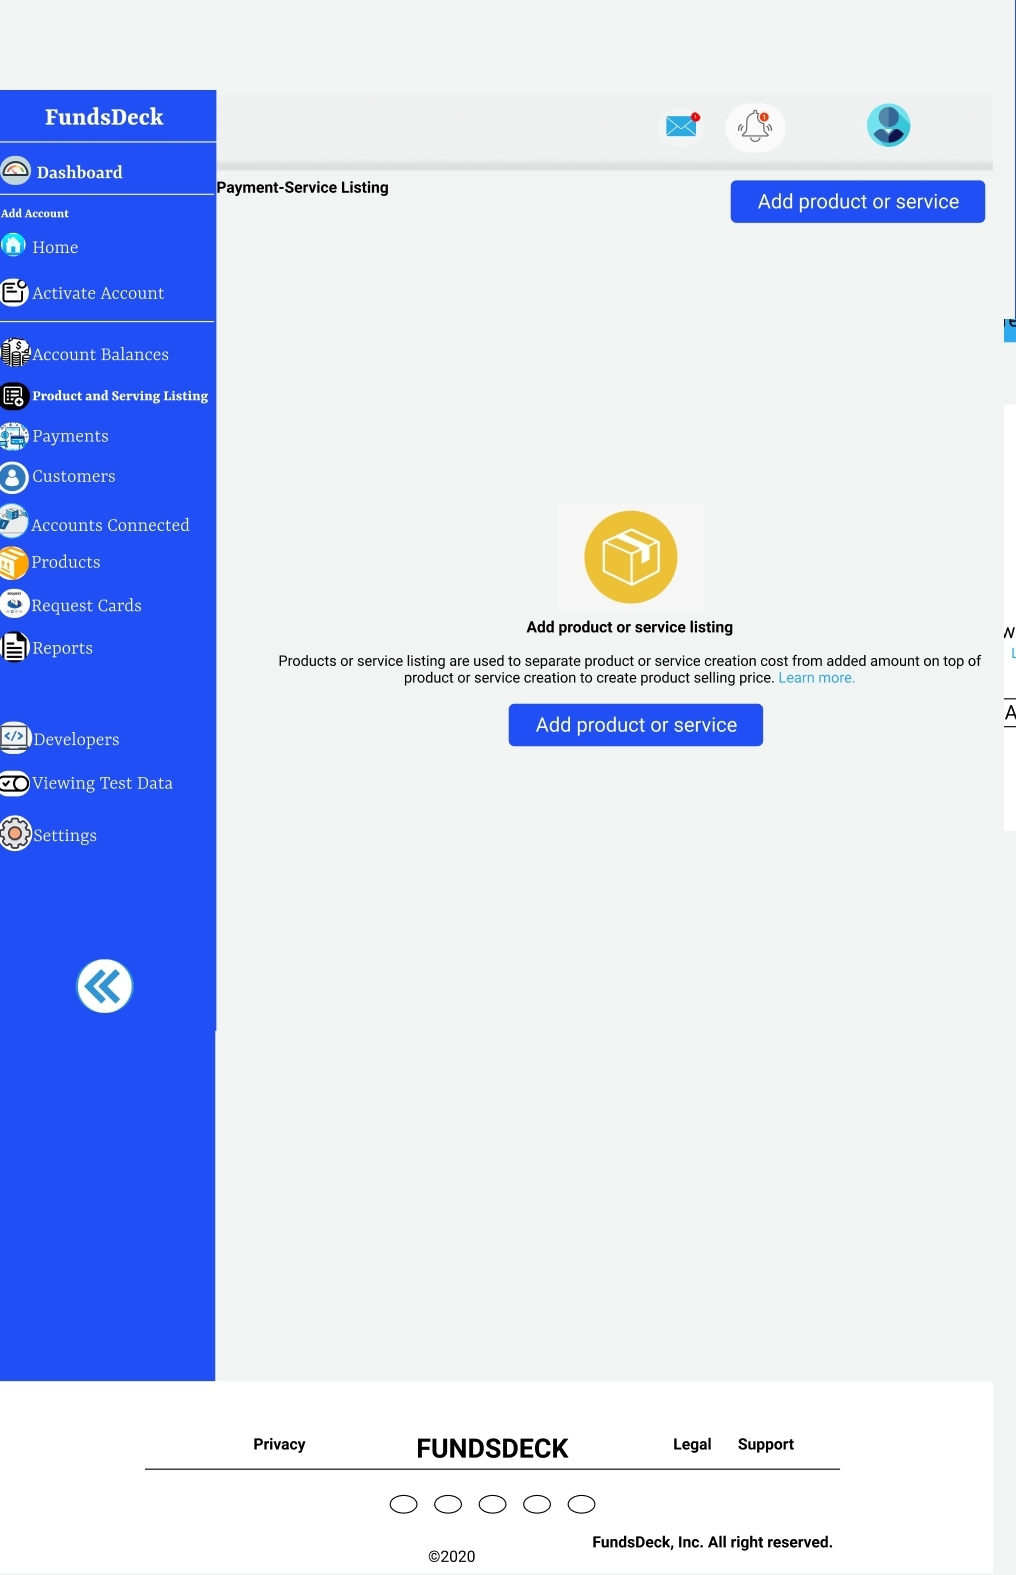 FundsDeck
Dashboard
Add Account
Home
Activate Account
Account Balances
Product and Serving Listing
Payments
Customers
Accounts Connected
Products
Request Cards
Reports
Developers
Viewing Test Data
Settings
Payment-Service Listing
Add product or service
Add product or service listing
Products or service listing are used to separate product or service creation cost from added amount on top of
product or service creation to create product selling price. Learn more.
Add product or service
Privacy
FUNDSDECK
Legal
Support
FundsDeck, Inc. All right reserved.
©2020